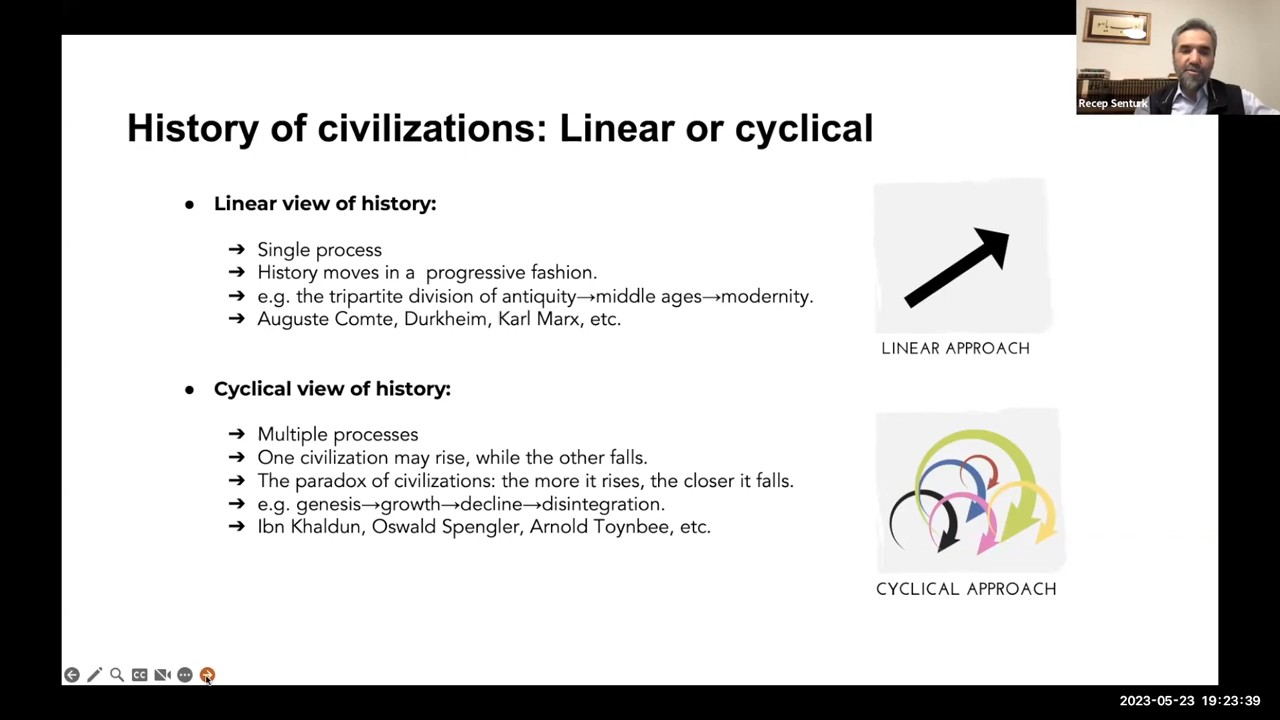 Recep Senturk
History of civilizations: Linear or cyclical
● Linear view of history:
➔ Single process
➔ History moves in a progressive fashion.
➔ e.g. the tripartite division of antiquity→middle ages→modernity.
➔ Auguste Comte, Durkheim, Karl Marx, etc.
LINEAR APPROACH
● Cyclical view of history:
➔ Multiple processes
➔ One civilization may rise, while the other falls.
➔ The paradox of civilizations: the more it rises, the closer it falls.
➔ e.g. genesis→growth→decline→disintegration.
➔ Ibn Khaldun, Oswald Spengler, Arnold Toynbee, etc.
CYCLICAL APPROACH
CC
2023-05-23 19:23:39